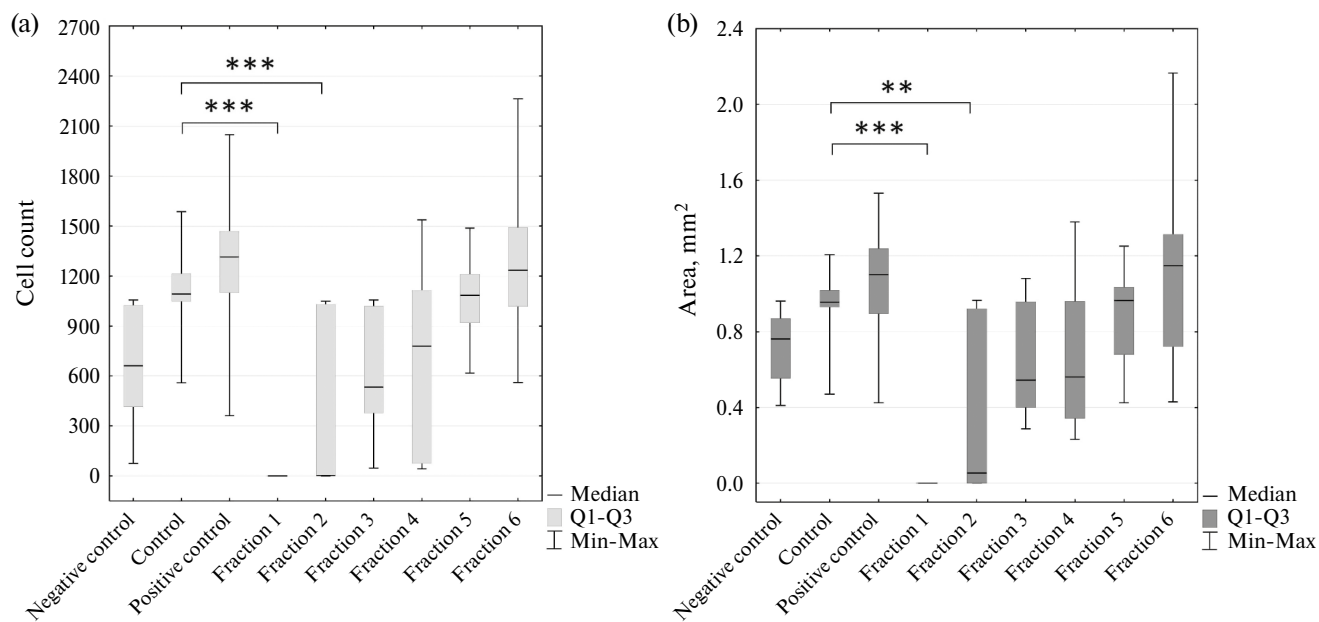 (a)
2700
2400
2100
1800
1500
1200
900
600
300
0
Cell count
***
***
Negative control
Control
Positive control
Fraction 1
Fraction 2
Fraction 3
Fraction 4
Fraction 5
Fraction 6
Median
Q1-Q3
Min-Max
(b)
2.4
2.0
1.6
1.2
0.8
0.4
0.0
Area, mm²
**
***
Negative control
Control
Positive control
Fraction 1
Fraction 2
Fraction 3
Fraction 4
Fraction 5
Fraction 6
Median
Q1-Q3
Min-Max